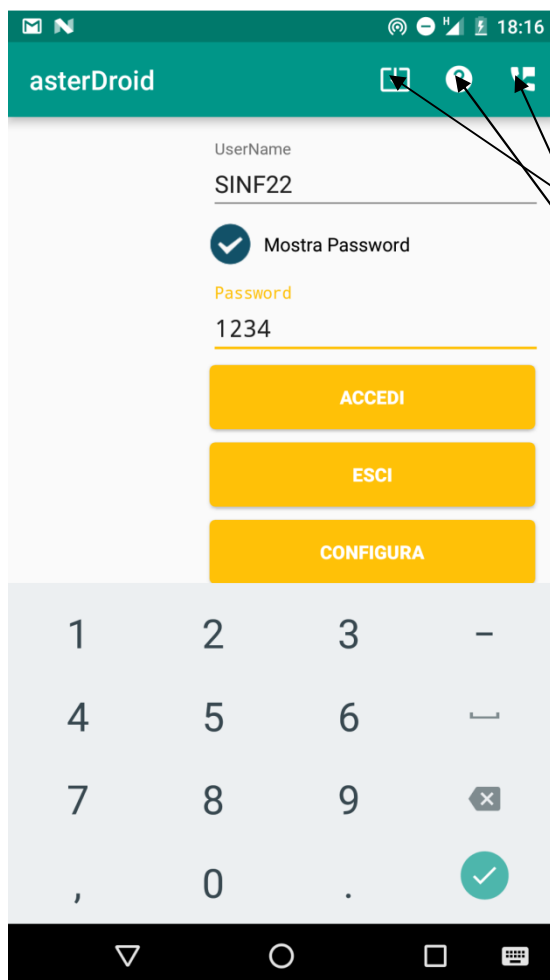 18:16
asterDroid
UserName
SINF22
Mostra Password
Password
1234
ACCEDI
ESCI
CONFIGURA
1 2 3 -
4 5 6
7 8 9
, 0 .